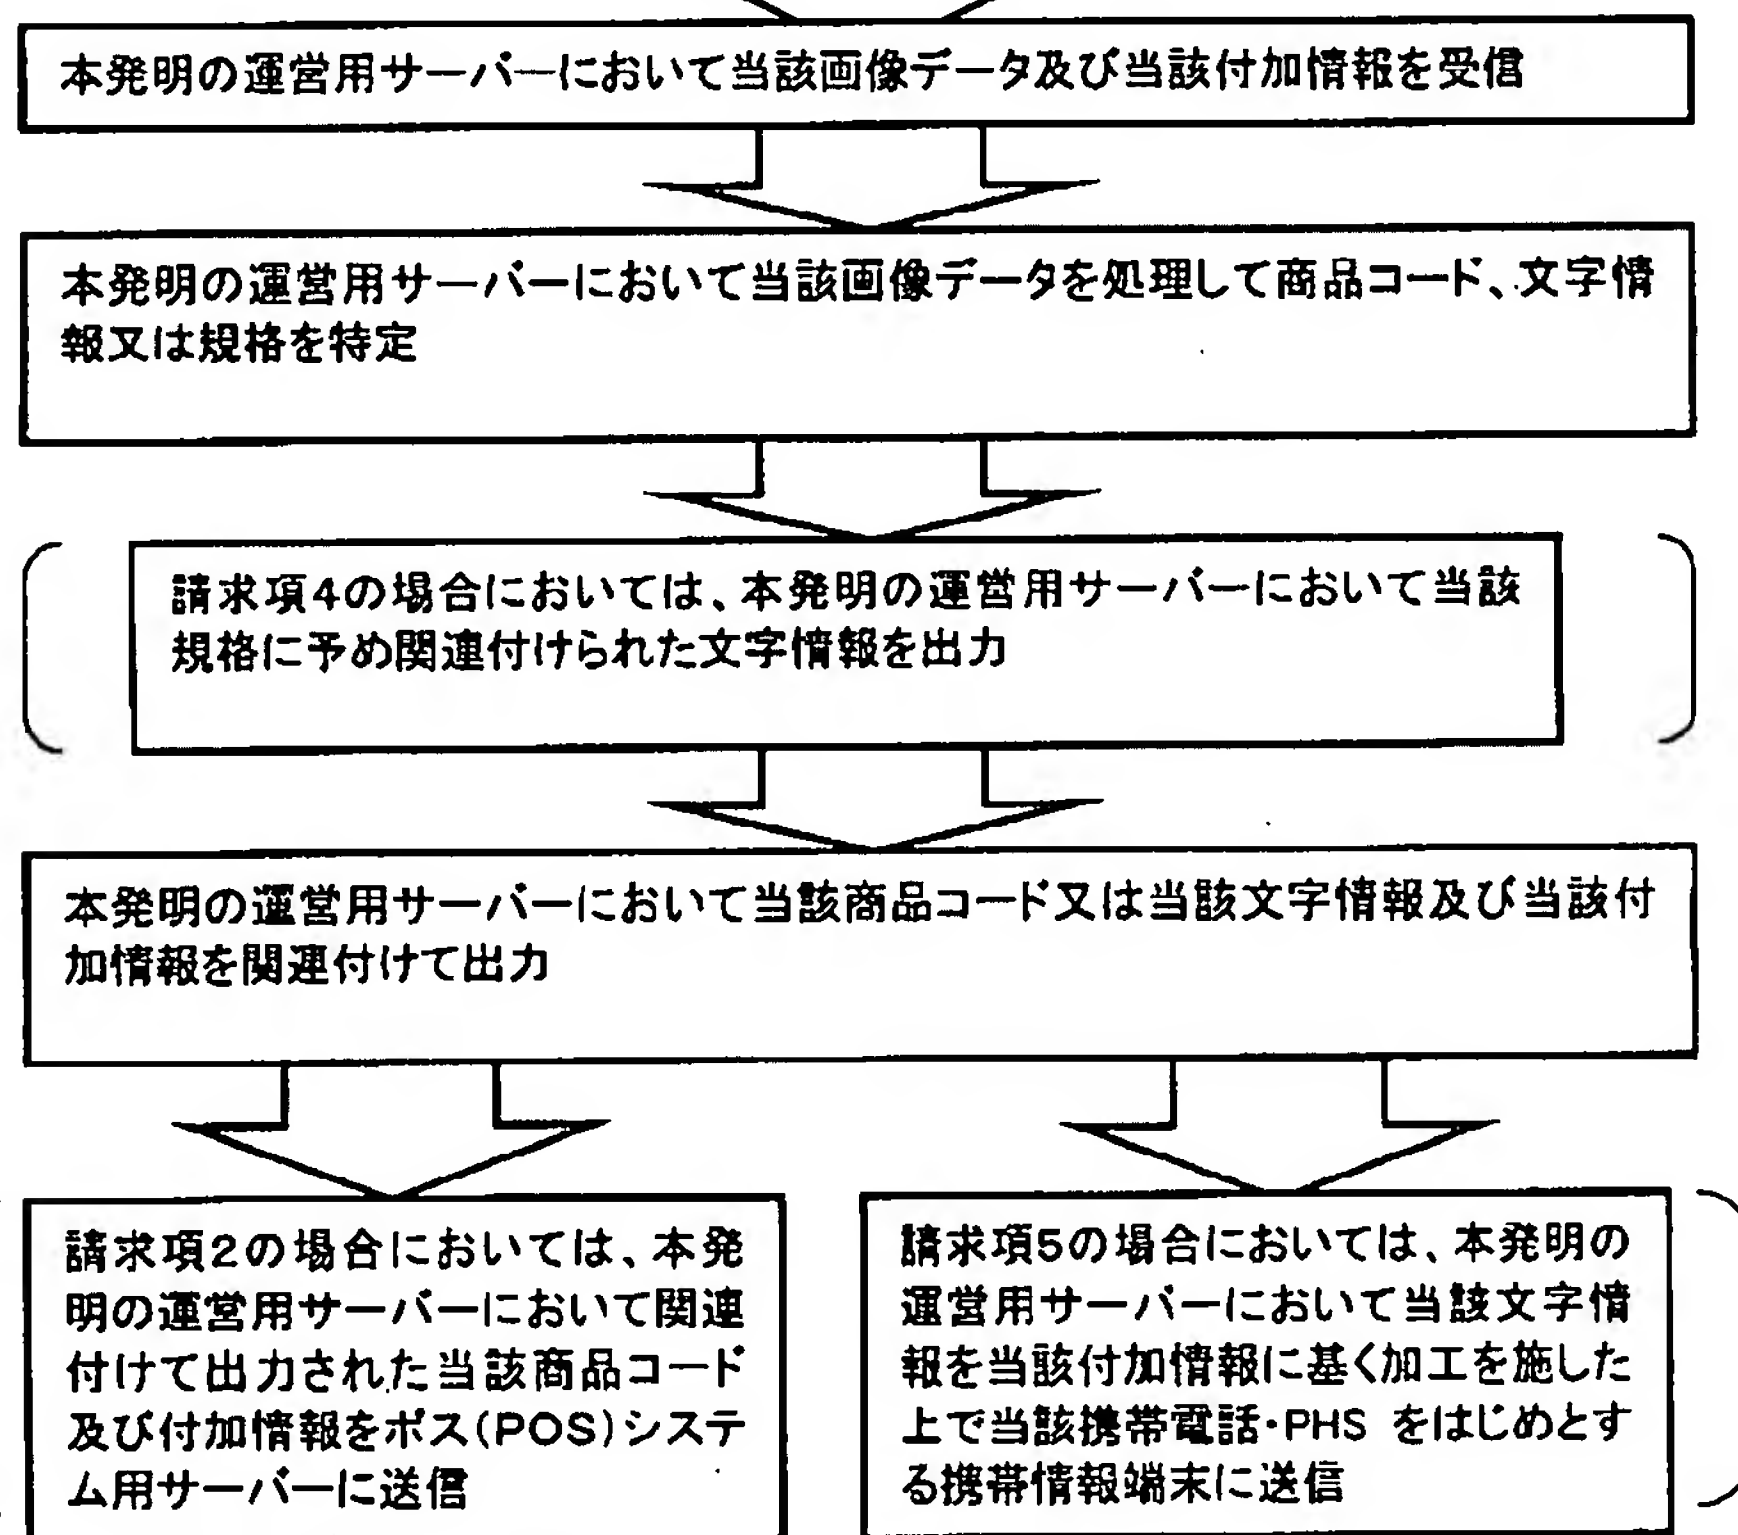 本発明の運営用サーバーにおいて当該画像データ及び当該付加情報を受信
本発明の運営用サーバーにおいて当該画像データを処理して商品コード、文字情
報又は規格を特定
請求項4の場合においては、本発明の運営用サーバーにおいて当該
規格に予め関連付けられた文字情報を出力
本発明の運営用サーバーにおいて当該商品コード又は当該文字情報及び当該付
加情報を関連付けて出力
請求項2の場合においては、本発
明の運営用サーバーにおいて関連
付けて出力された当該商品コード
及び付加情報をポス(POS)システ
ム用サーバーに送信
請求項5の場合においては、本発明の
運営用サーバーにおいて当該文字情
報を当該付加情報に基く加工を施した
上で当該携帯電話・PHS をはじめとす
る携帯情報端末に送信